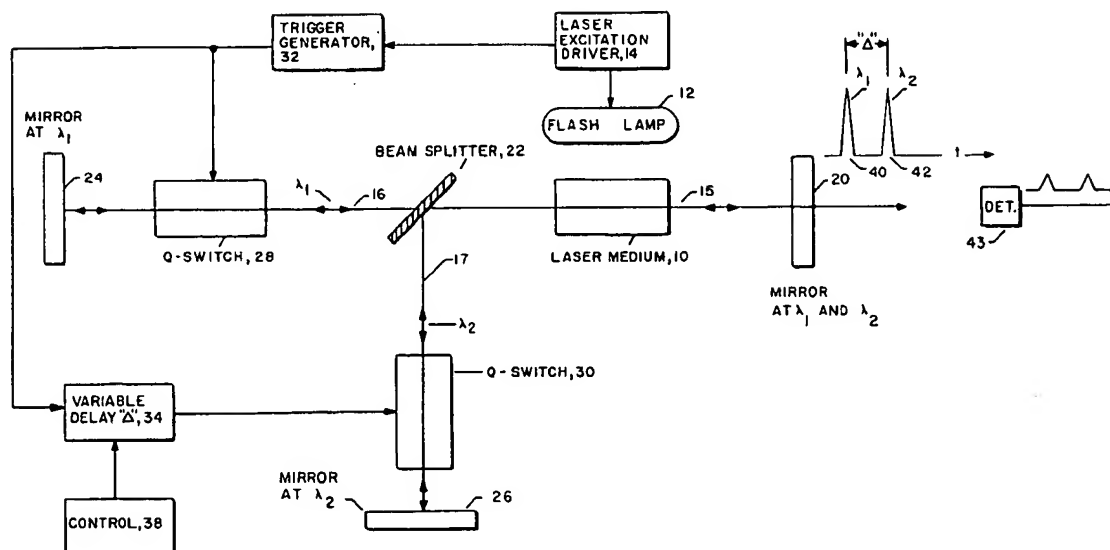 TRIGGER
GENERATOR,
32
LASER
EXCITATION
DRIVER,14
"Δ"
λ1
λ2
12
FLASH LAMP
MIRROR
AT λ1
24
BEAN SPLITTER,22
λ1
16
Q-SWITCH,28
15
LASER MEDIUM,10
20
40
42
t
DET.
43
17
MIRROR
AT λ1 AND λ2
λ2
Q-SWITCH,30
VARIABLE
DELAY "Δ",34
MIRROR
AT λ2
26
CONTROL,38